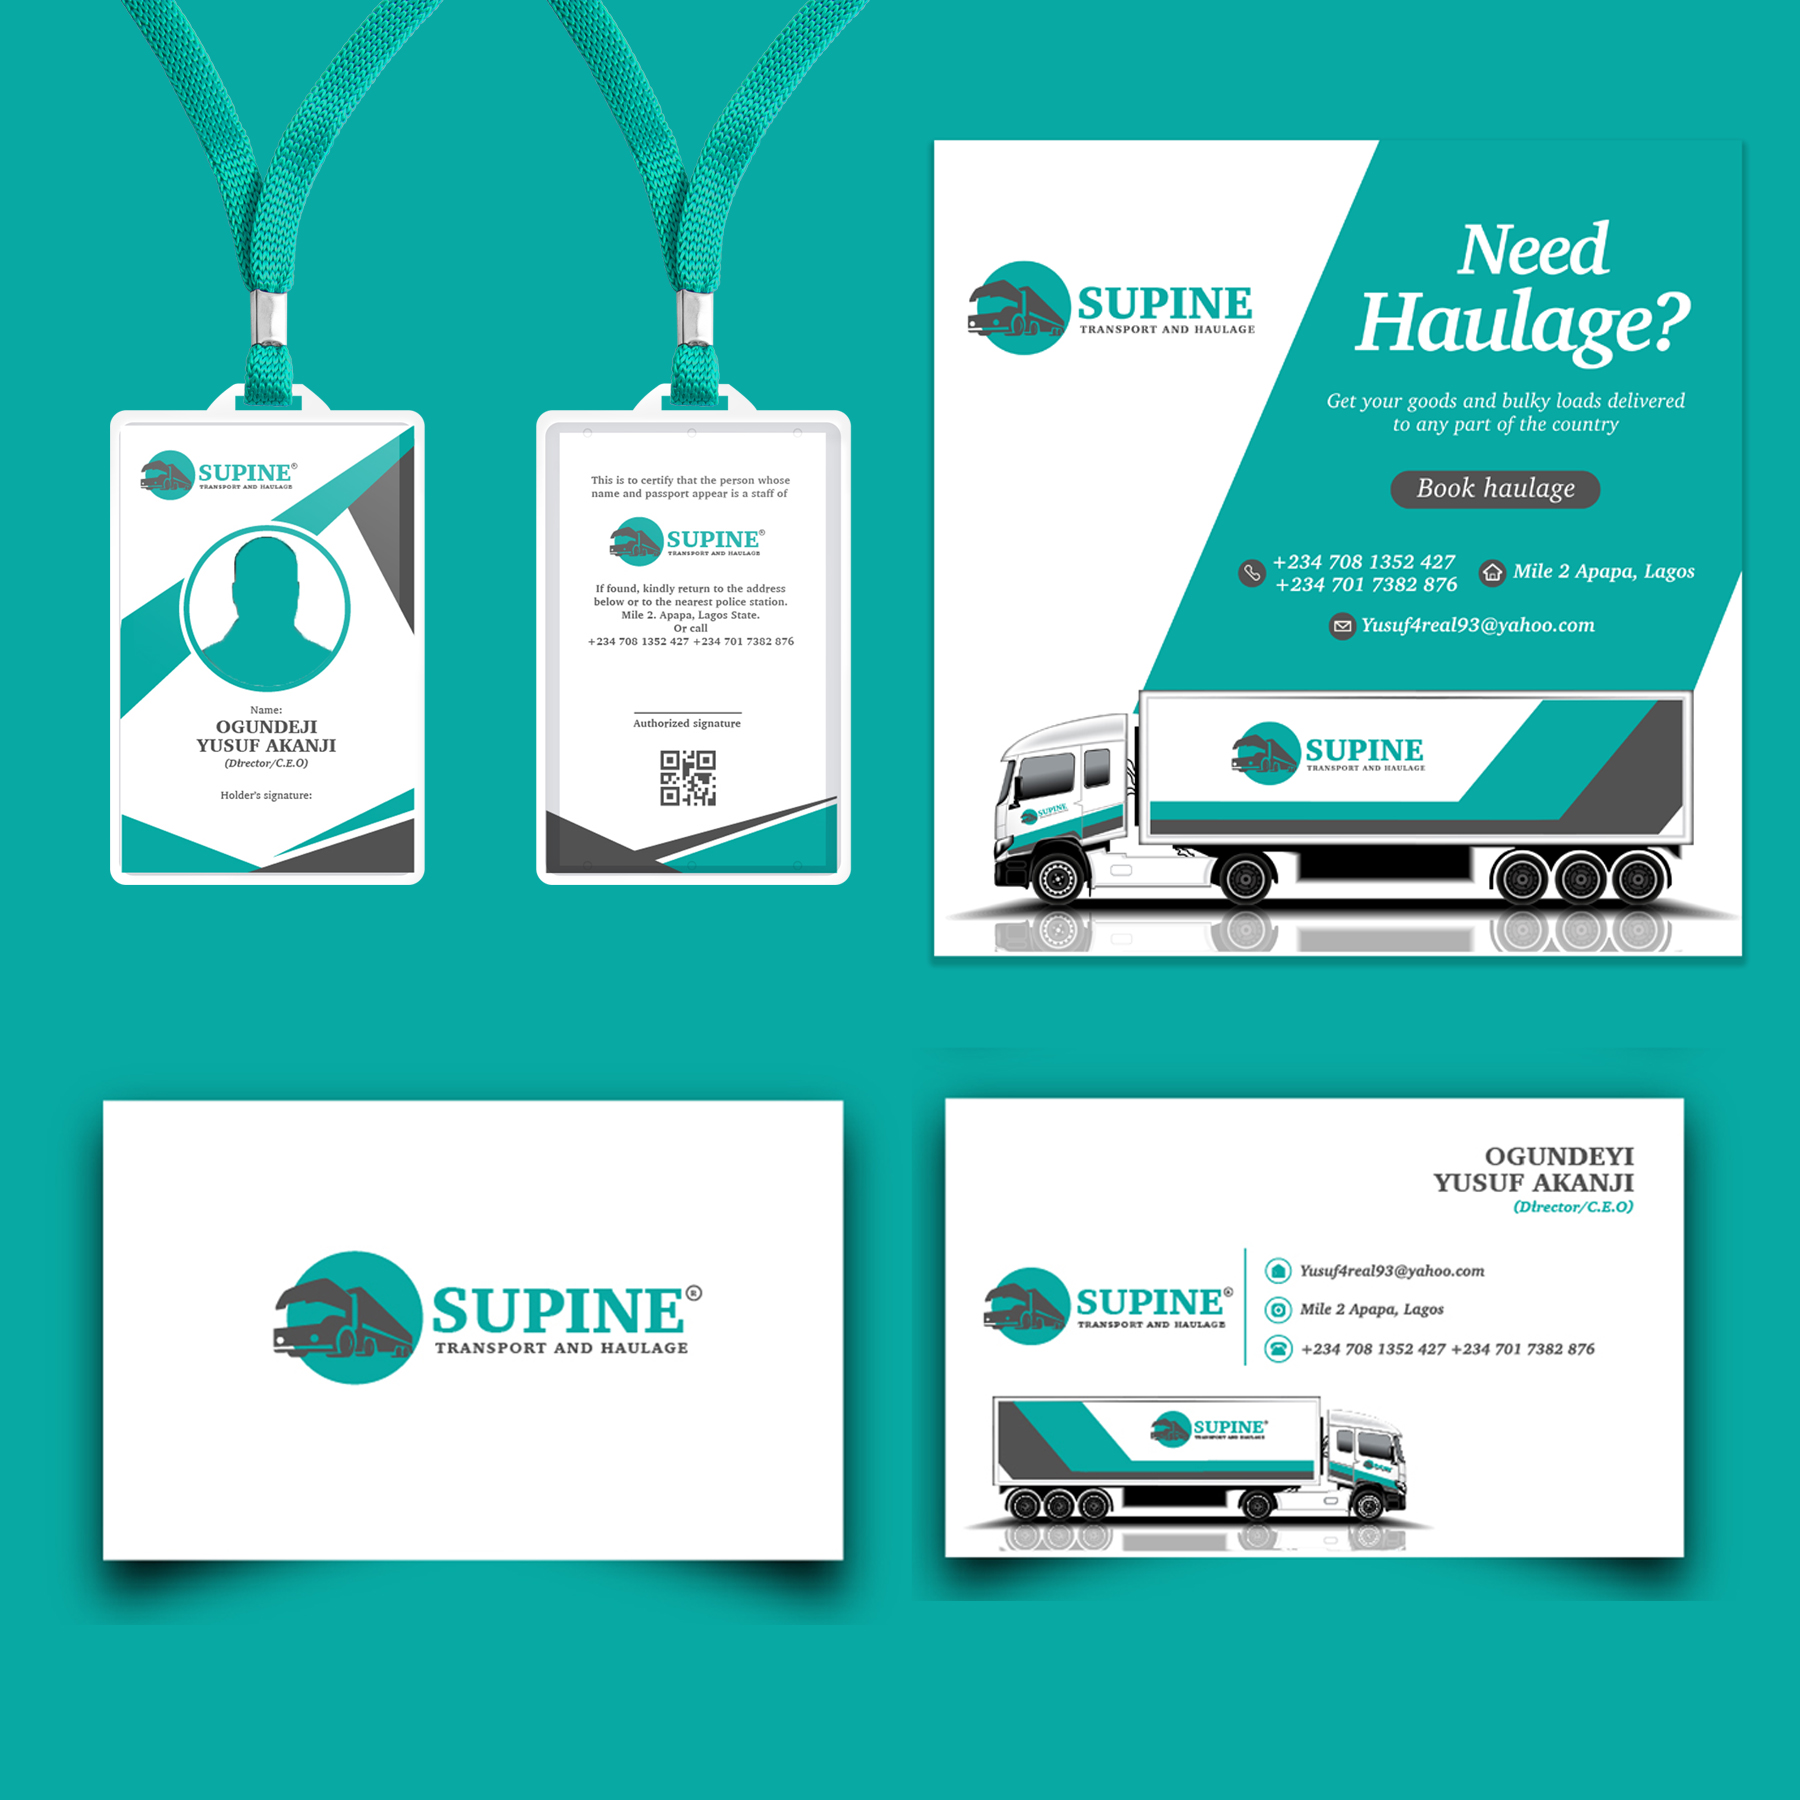 SUPINE®
TRANSPORT AND HAULAGE
Name:
OGUNDEJI
YUSUF AKANJI
(Director/C.E.O)
Holder's signature:
This is to certify that the person whose
name and passport appear is a staff of
SUPINE®
TRANSPORT AND HAULAGE
If found, kindly return to the address
below or to the nearest police station.
Mile 2. Apapa, Lagos State.
Or call
+234 708 1352 427 +234 701 7382 876
Authorized signature
SUPINE
TRANSPORT AND HAULAGE
Need
Haulage?
Get your goods and bulky loads delivered
to any part of the country
Book haulage
+234 708 1352 427
+234 701 7382 876
Mile 2 Apapa, Lagos
Yusuf4real93@yahoo.com
SUPINE
TRANSPORT AND HAULAGE
SUPINE
SUPINE®
TRANSPORT AND HAULAGE
OGUNDEYI
YUSUF AKANJI
(Director/C.E.O)
SUPINE®
TRANSPORT AND HAULAGE
Yusuf4real93@yahoo.com
Mile 2 Apapa, Lagos
+234 708 1352 427 +234 701 7382 876
SUPINE®
TRANSPORT AND HAULAGE